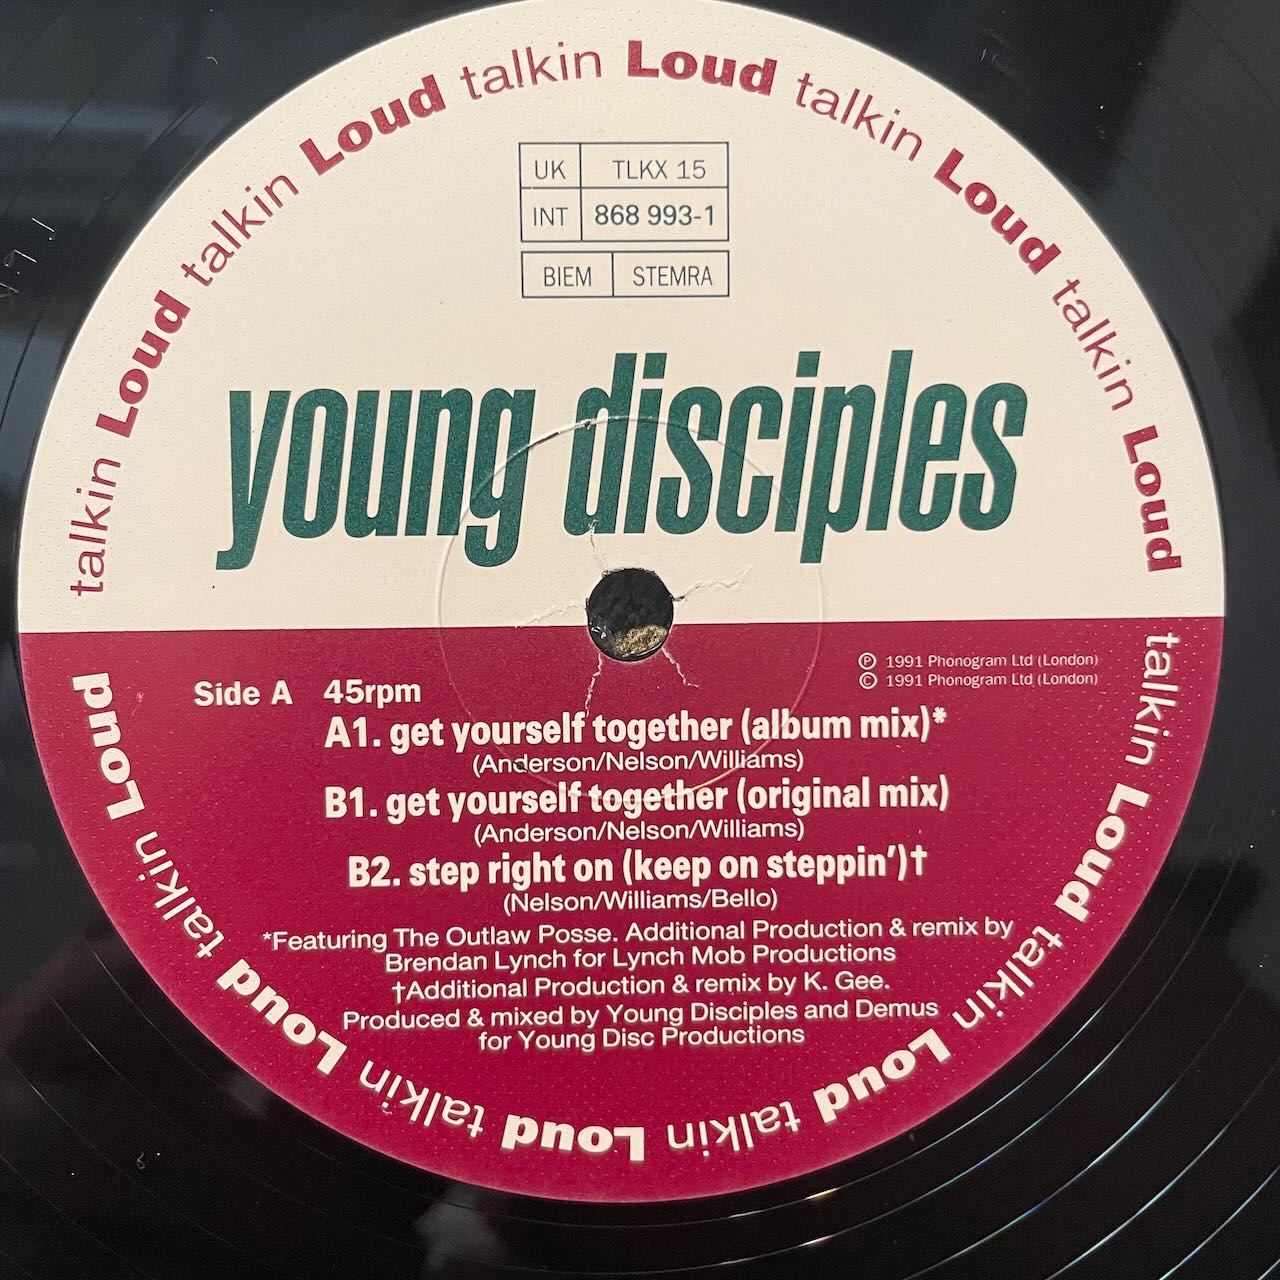 talkin Loud talkin Loud talkin Loud talkin Loud talkin Loud
UK TLKX 15
INT 868 993-1
BIEM STEMRA
young disciples
℗ 1991 Phonogram Ltd (London)
© 1991 Phonogram Ltd (London)
Side A 45rpm
A1. get yourself together (album mix)*
(Anderson/Nelson/Williams)
B1. get yourself together (original mix)
(Anderson/Nelson/Williams)
B2. step right on (keep on steppin')†
(Nelson/Williams/Bello)
*Featuring The Outlaw Posse. Additional Production & remix by
Brendan Lynch for Lynch Mob Productions
†Additional Production & remix by K. Gee.
Produced & mixed by Young Disciples and Demus
for Young Disc Productions
talkin Loud talkin Loud talkin Loud talkin Loud talkin Loud